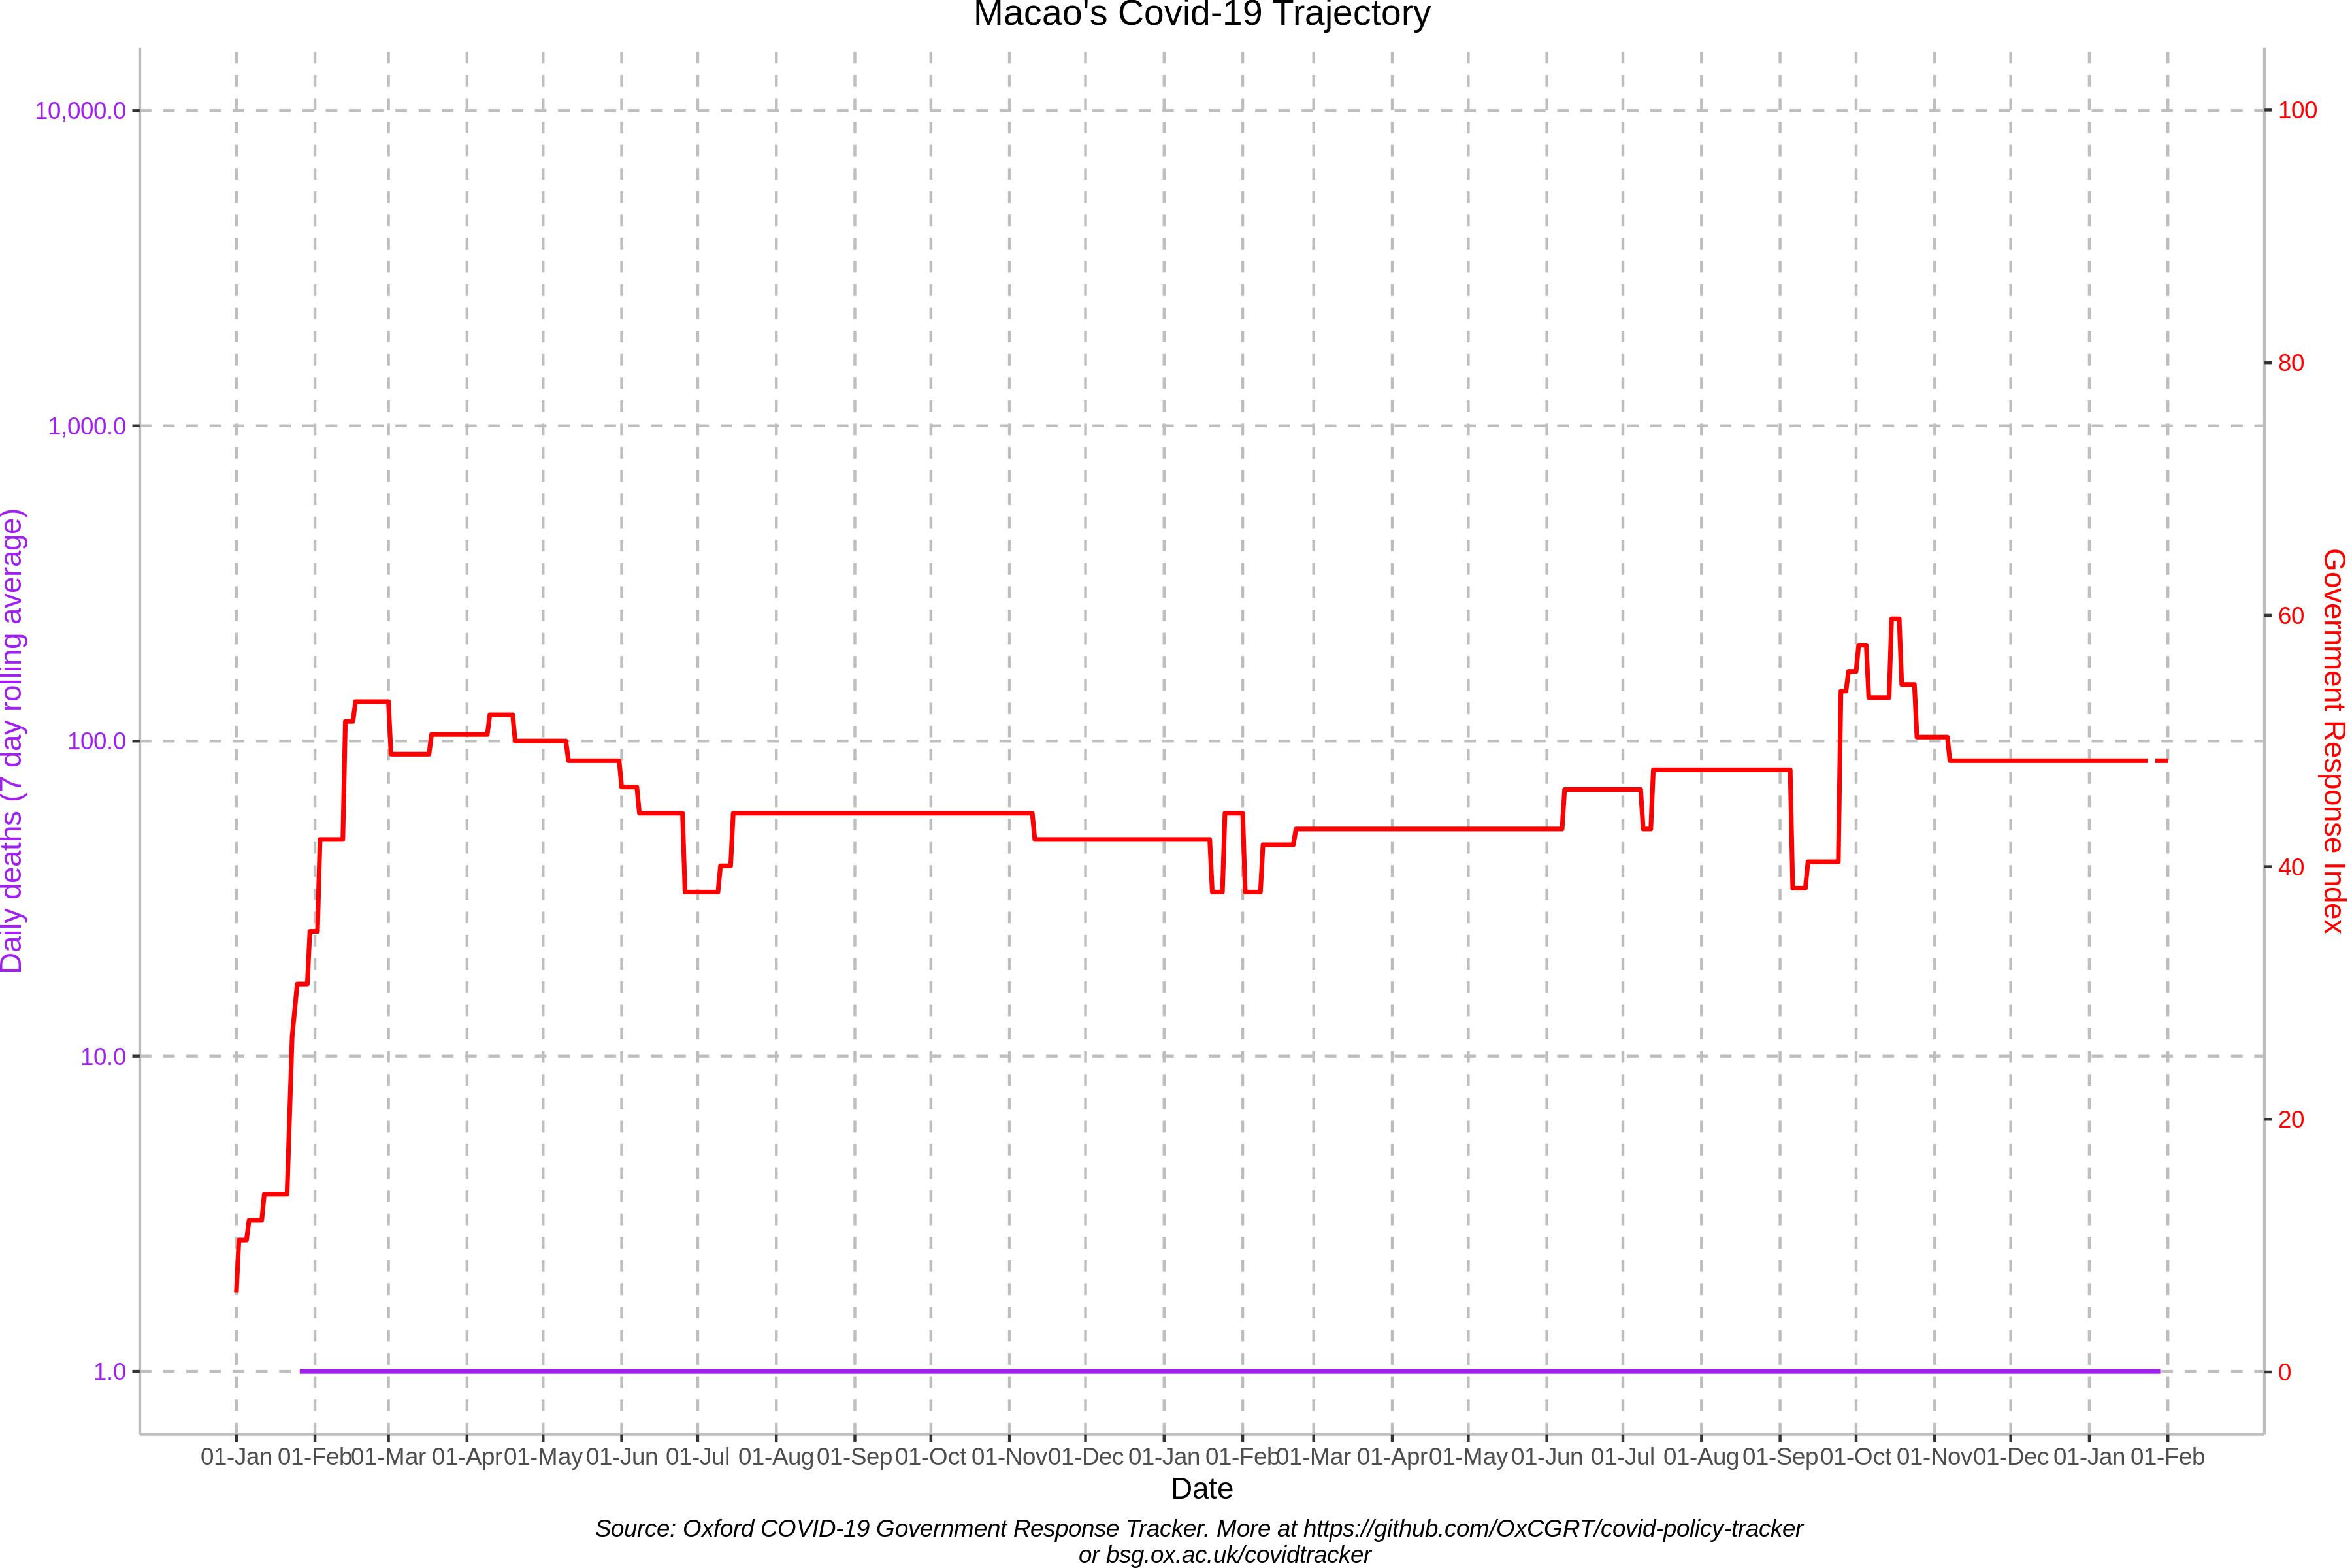 Macao's Covid-19 Trajectory
10,000.0
1,000.0
100.0
10.0
1.0
Daily deaths (7 day rolling average)
100
80
60
40
20
0
Government Response Index
01-Jan 01-Feb 01-Mar 01-Apr 01-May 01-Jun 01-Jul 01-Aug 01-Sep 01-Oct 01-Nov 01-Dec 01-Jan 01-Feb 01-Mar 01-Apr 01-May 01-Jun 01-Jul 01-Aug 01-Sep 01-Oct 01-Nov 01-Dec 01-Jan 01-Feb
Date
Source: Oxford COVID-19 Government Response Tracker. More at https://github.com/OxCGRT/covid-policy-tracker
or bsg.ox.ac.uk/covidtracker